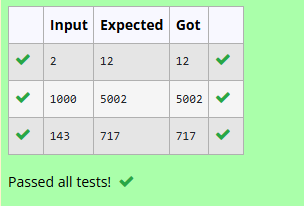 Input Expected Got
2 12 12
1000 5002 5002
143 717 717
Passed all tests!